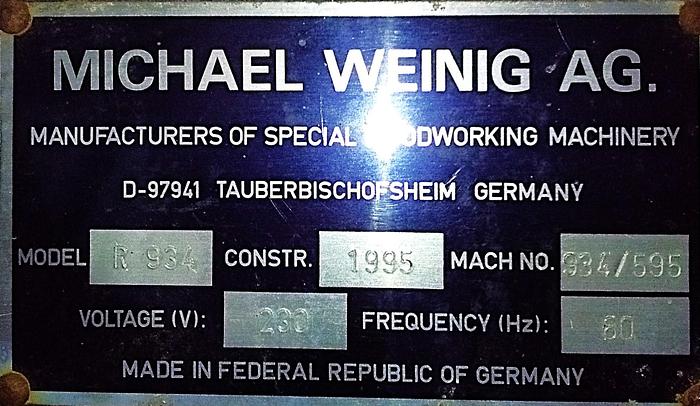 MICHAEL WEINIG AG.
MANUFACTURERS OF SPECIAL WOODWORKING MACHINERY
D-97941 TAUBERBISCHOFSHEIM GERMANY
MODEL R 934 CONSTR. 1995 MACH NO. 934/595
VOLTAGE (V): 230 FREQUENCY (Hz): 60
MADE IN FEDERAL REPUBLIC OF GERMANY